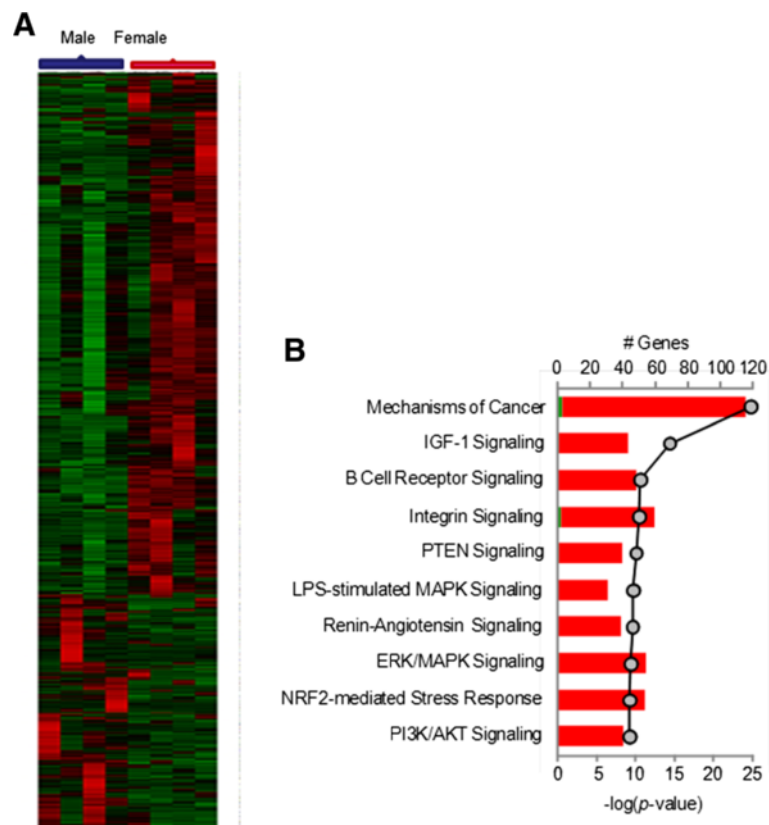 A
Male Female
B
# Genes
0 20 40 60 80 100 120
Mechanisms of Cancer
IGF-1 Signaling
B Cell Receptor Signaling
Integrin Signaling
PTEN Signaling
LPS-stimulated MAPK Signaling
Renin-Angiotensin Signaling
ERK/MAPK Signaling
NRF2-mediated Stress Response
PI3K/AKT Signaling
0 5 10 15 20 25
-log(p-value)